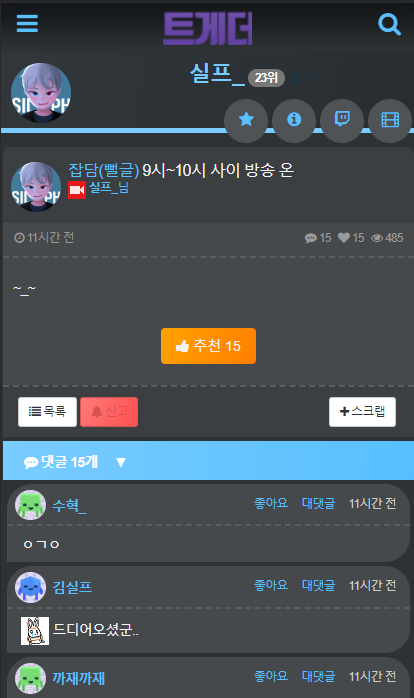 트게더
실프_ 23위
잡담(뻘글) 9시~10시 사이 방송 온
실프_님
11시간 전 15 15 485
~_~
추천 15
목록 신고 스크랩
댓글 15개 ▼
수혁_ 좋아요 대댓글 11시간 전
ㅇㄱㅇ
김실프 좋아요 대댓글 11시간 전
드디어오셨군..
까재까재 좋아요 대댓글 11시간 전